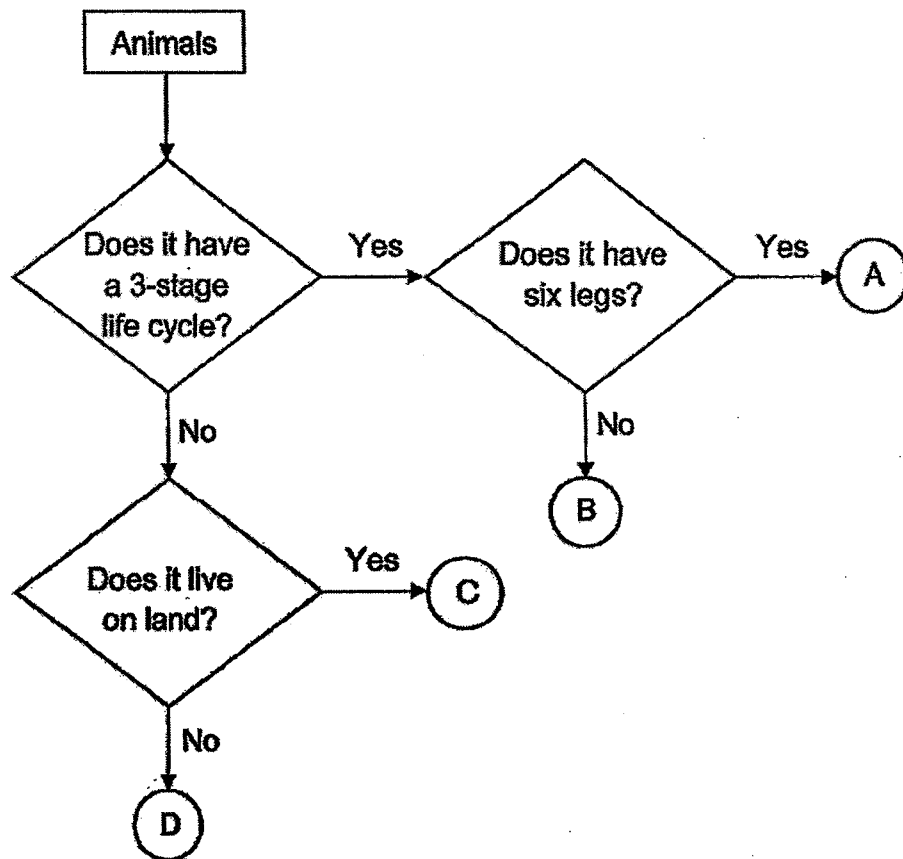 Animals
Does it have
a 3-stage
life cycle?
Yes
Does it have
six legs?
Yes
A
No
No
B
Does it live
on land?
Yes
C
No
D